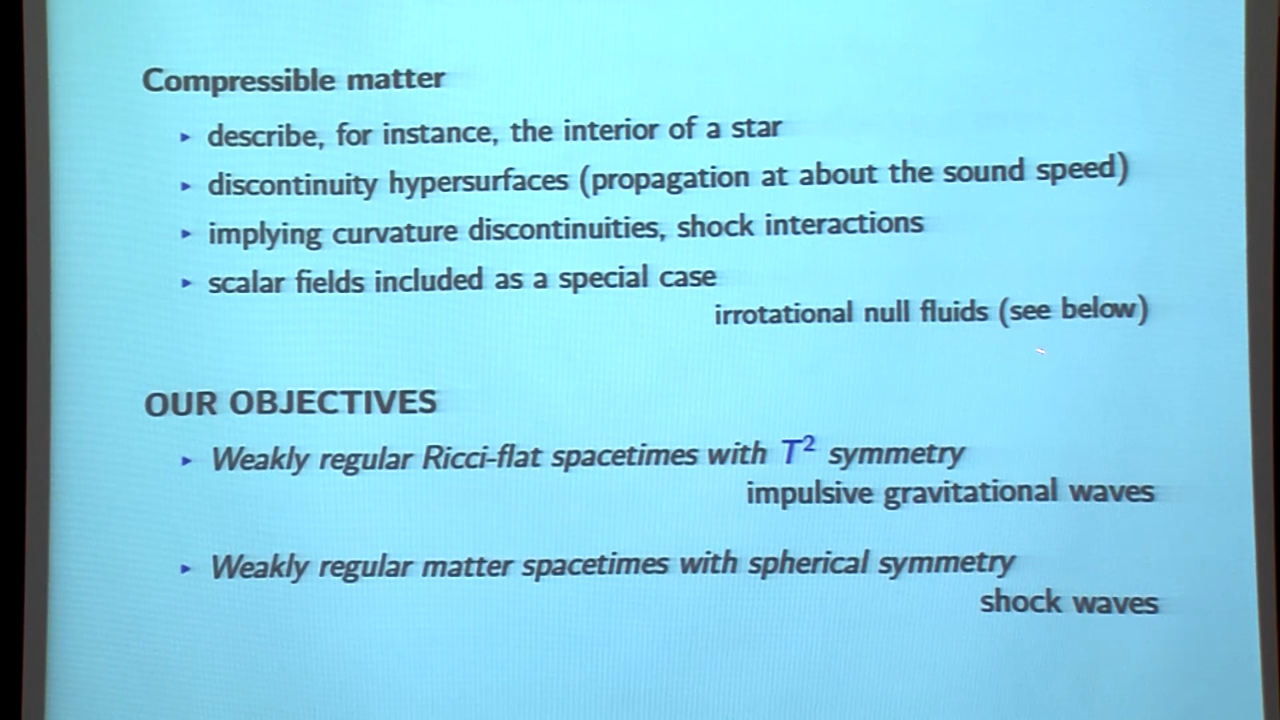 Compressible matter
▸ describe, for instance, the interior of a star
▸ discontinuity hypersurfaces (propagation at about the sound speed)
▸ implying curvature discontinuities, shock interactions
▸ scalar fields included as a special case
irrotational null fluids (see below)
OUR OBJECTIVES
▸ Weakly regular Ricci-flat spacetimes with T² symmetry
impulsive gravitational waves
▸ Weakly regular matter spacetimes with spherical symmetry
shock waves